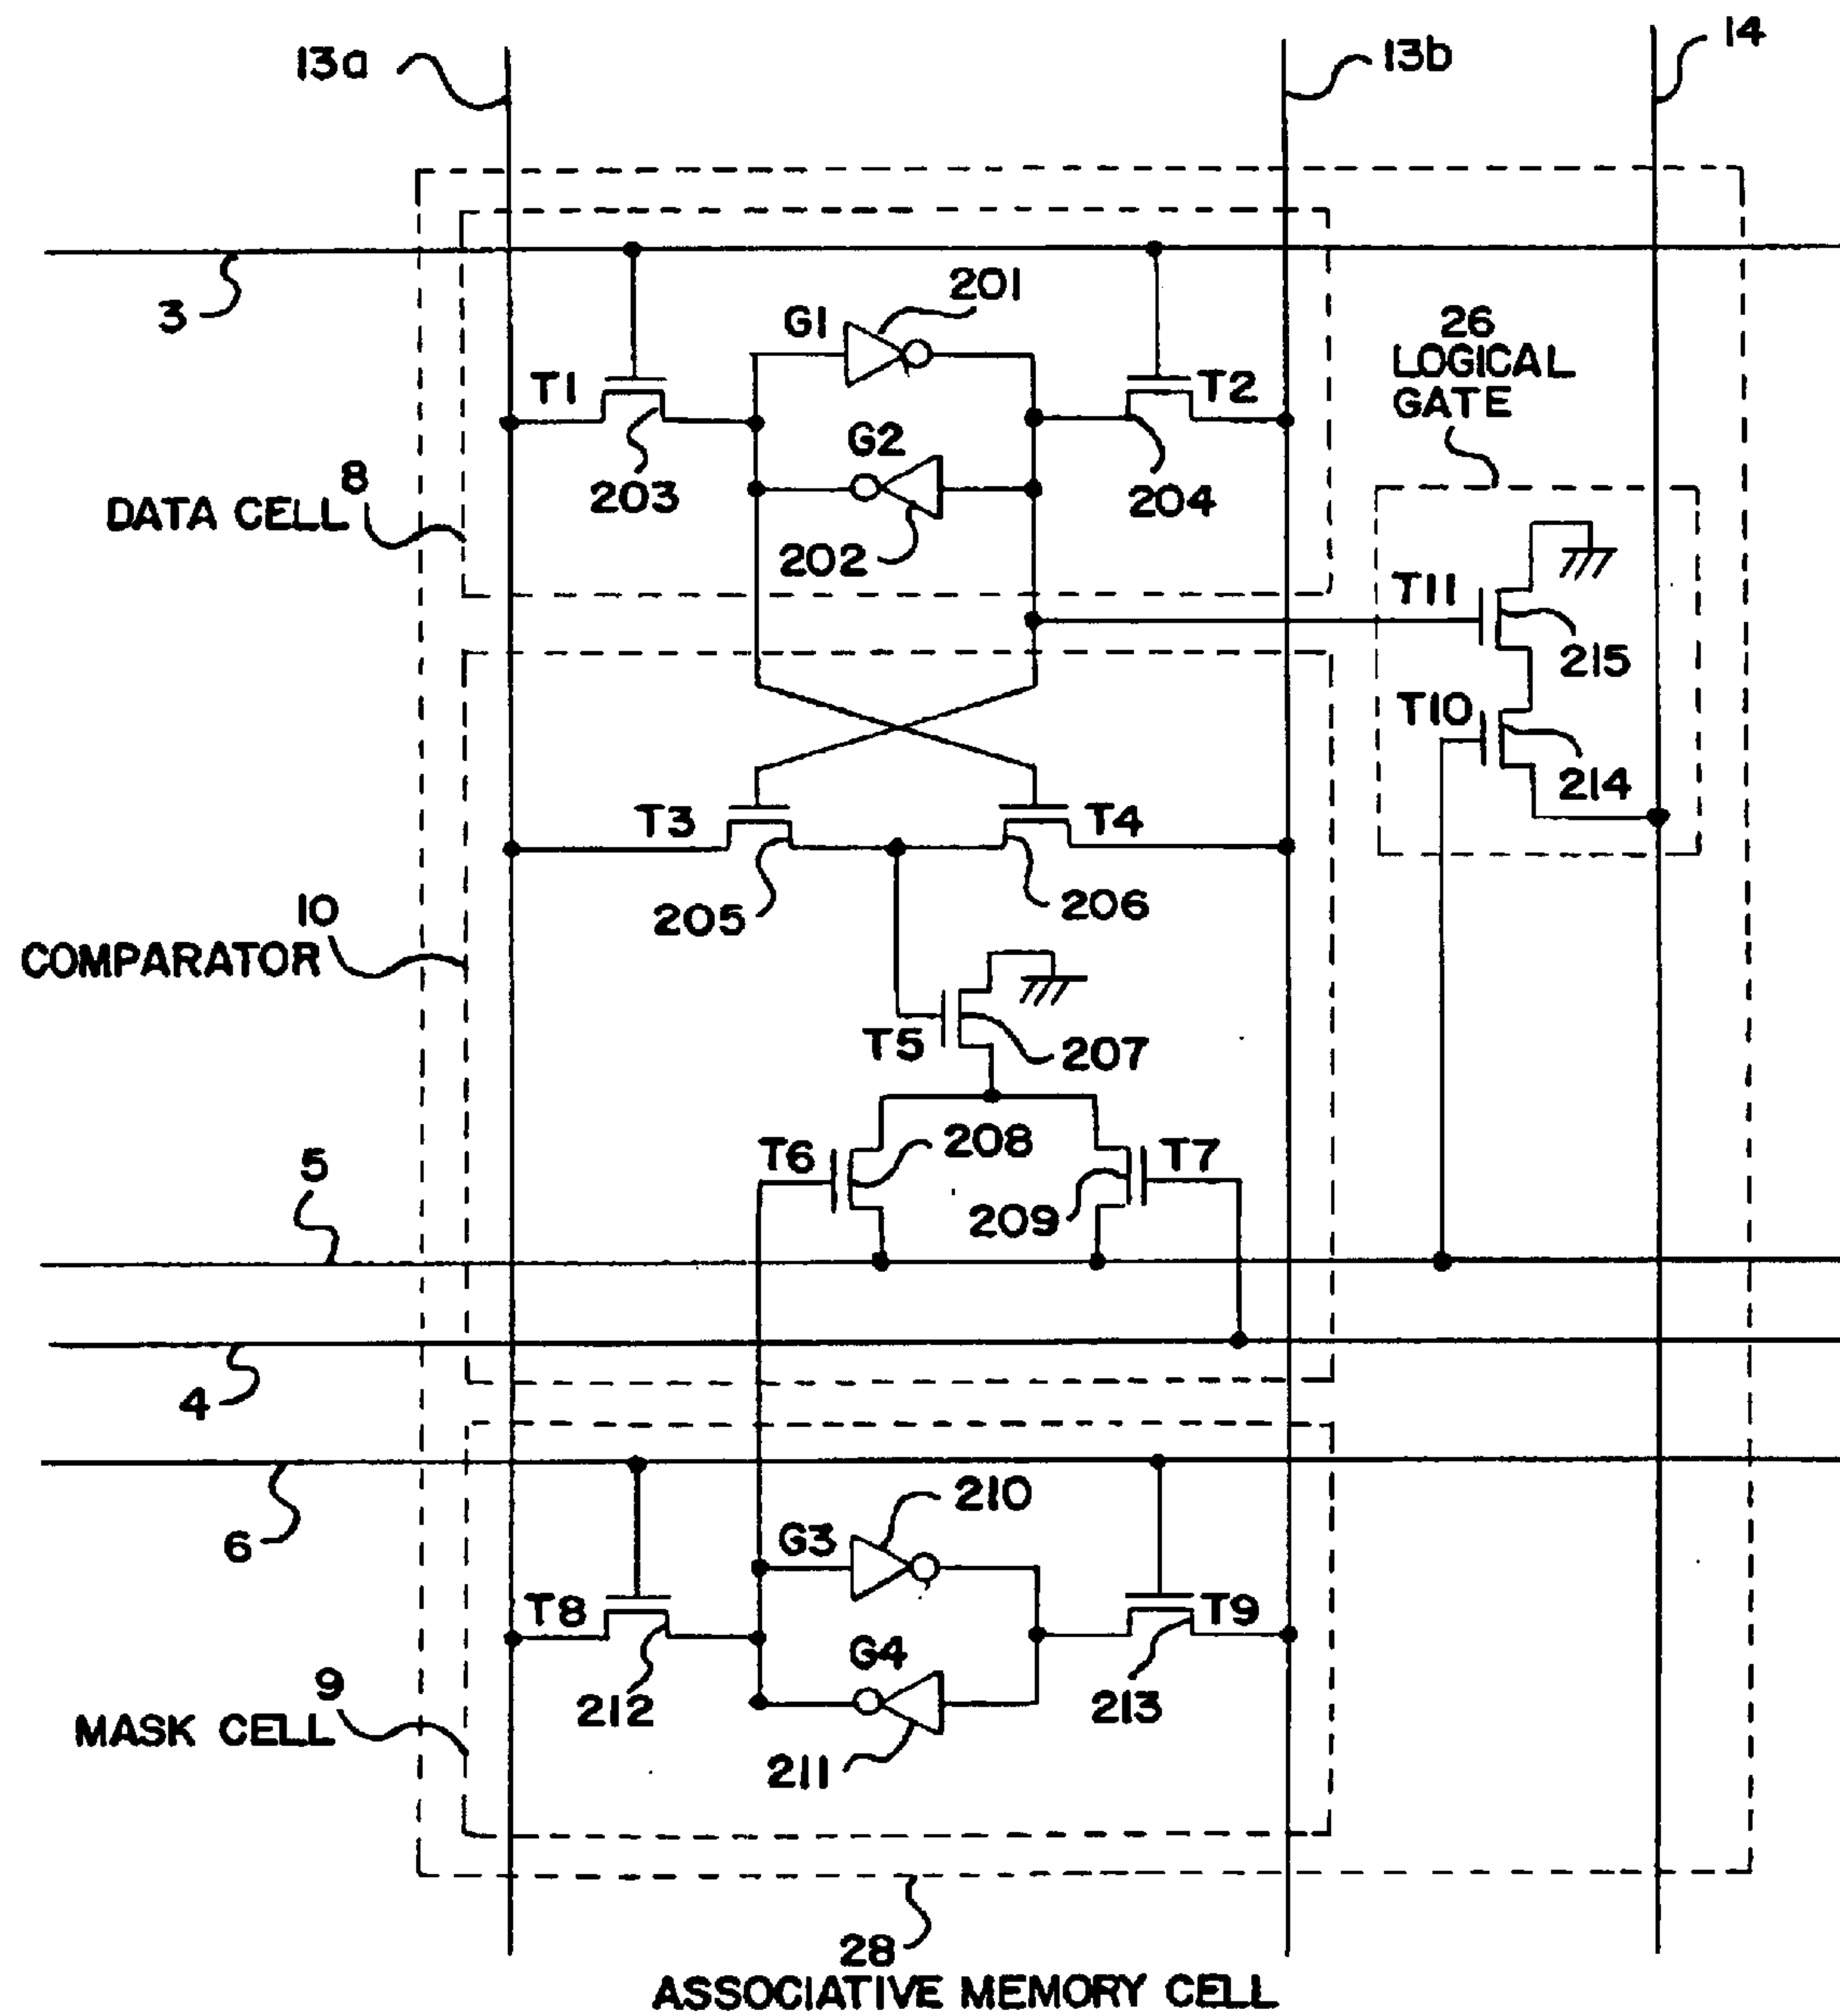 13a
13b
14
3
G1
201
T1
T2
26
LOGICAL
GATE
G2
203
204
8
DATA CELL
202
T11
215
T10
214
T3
T4
205
206
10
COMPARATOR
T5
207
T6
208
T7
209
5
4
6
G3
210
T8
T9
G4
212
213
9
MASK CELL
211
28
ASSOCIATIVE MEMORY CELL